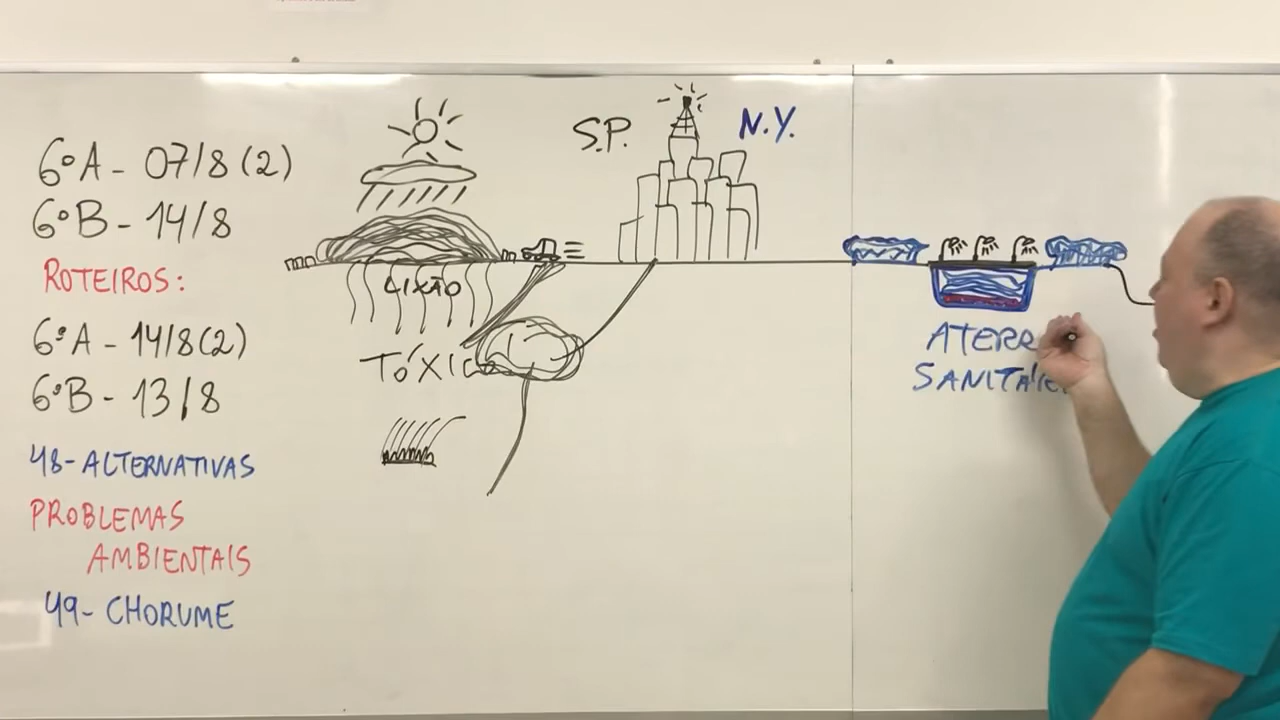 6ºA - 07/8 (2)
6ºB - 14/8
ROTEIROS:
6ºA - 14/8(2)
6ºB - 13/8
48- ALTERNATIVAS
PROBLEMAS
AMBIENTAIS
49- CHORUME
LIXÃO
TÓXICO
S.P.
N.Y.
SANITÁRIO